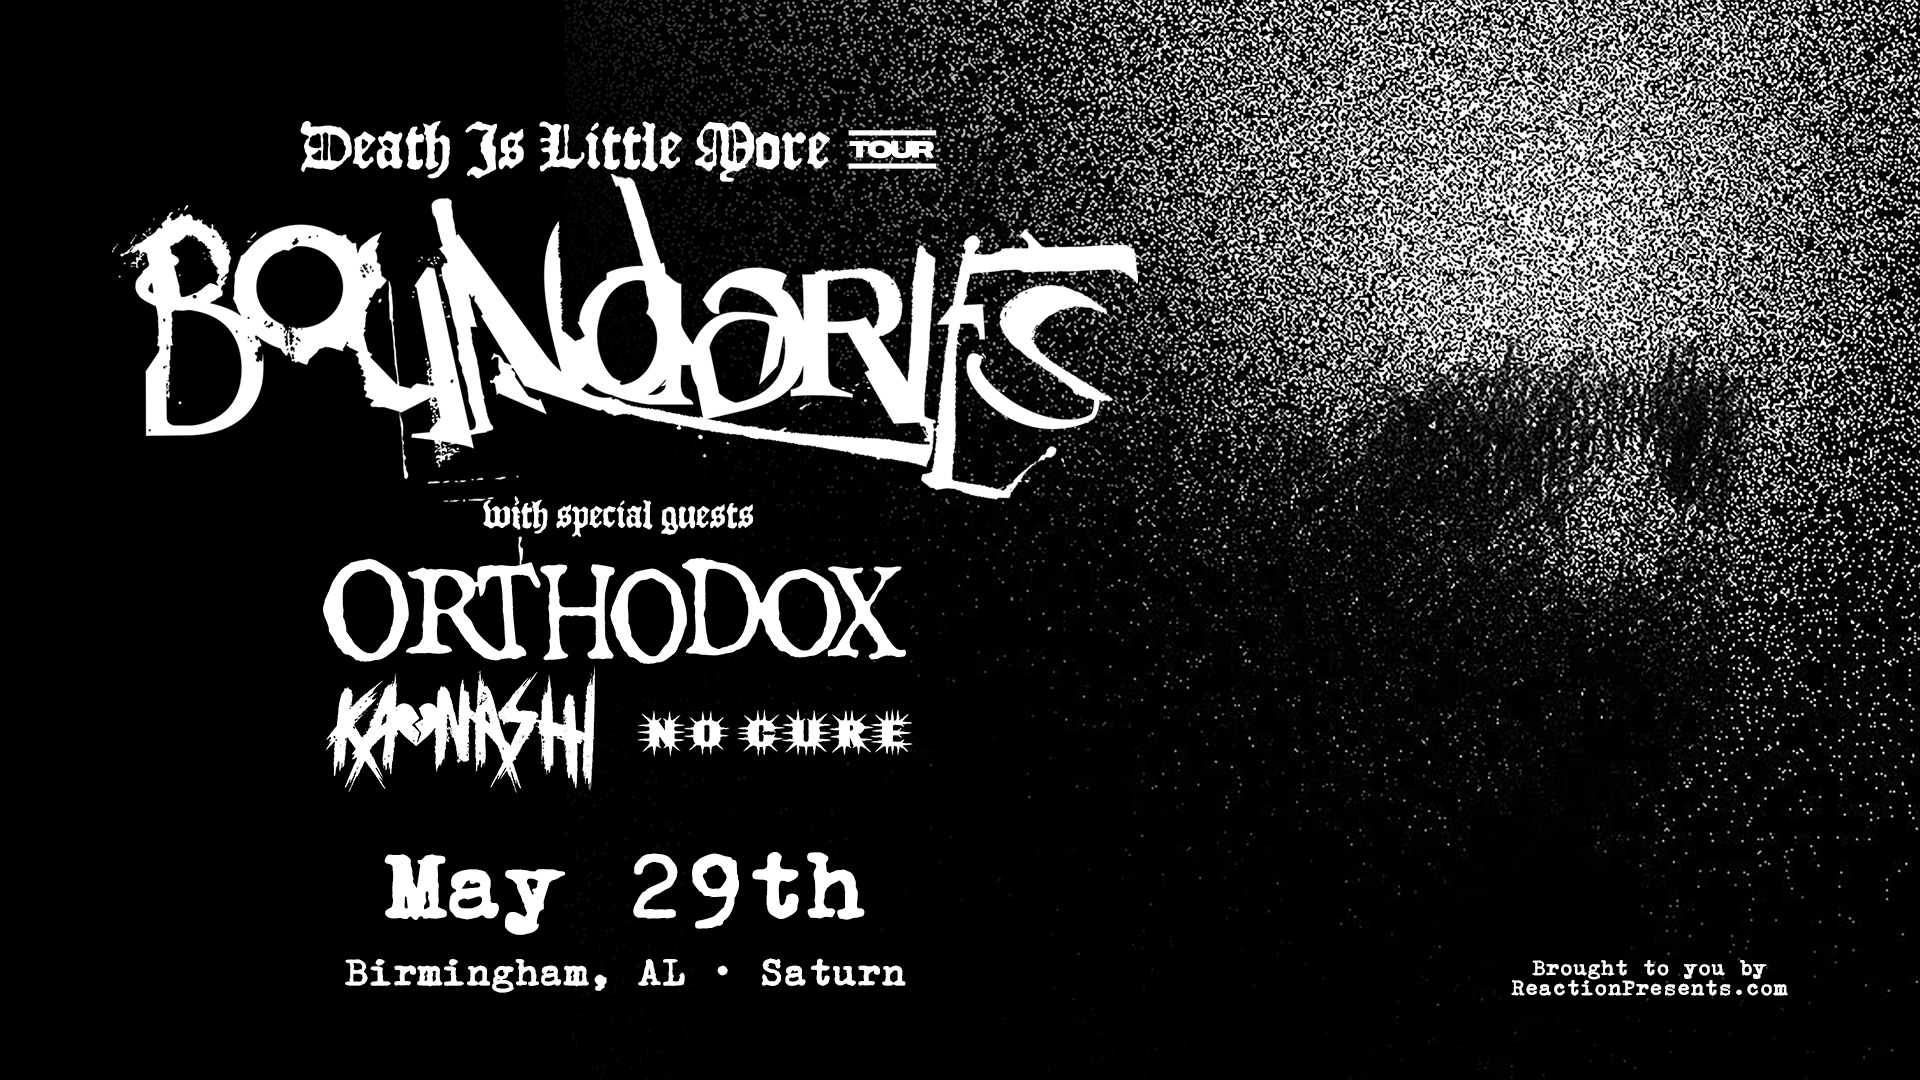 Death Is Little More TOUR
BOUNDARIES
with special guests
ORTHODOX
KAONASHI NO CURE
May 29th
Birmingham, AL • Saturn
Brought to you by
ReactionPresents.com